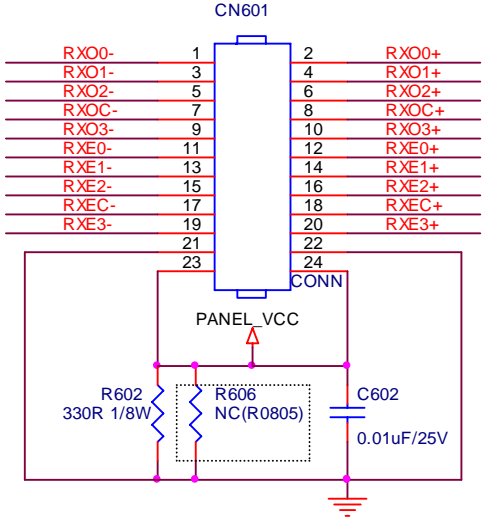 CN601
RXO0- 1 2 RXO0+
RXO1- 3 4 RXO1+
RXO2- 5 6 RXO2+
RXOC- 7 8 RXOC+
RXO3- 9 10 RXO3+
RXE0- 11 12 RXE0+
RXE1- 13 14 RXE1+
RXE2- 15 16 RXE2+
RXEC- 17 18 RXEC+
RXE3- 19 20 RXE3+
21 22
23 24
CONN
PANEL_VCC
R602 R606 C602
330R 1/8W NC(R0805)
0.01uF/25V